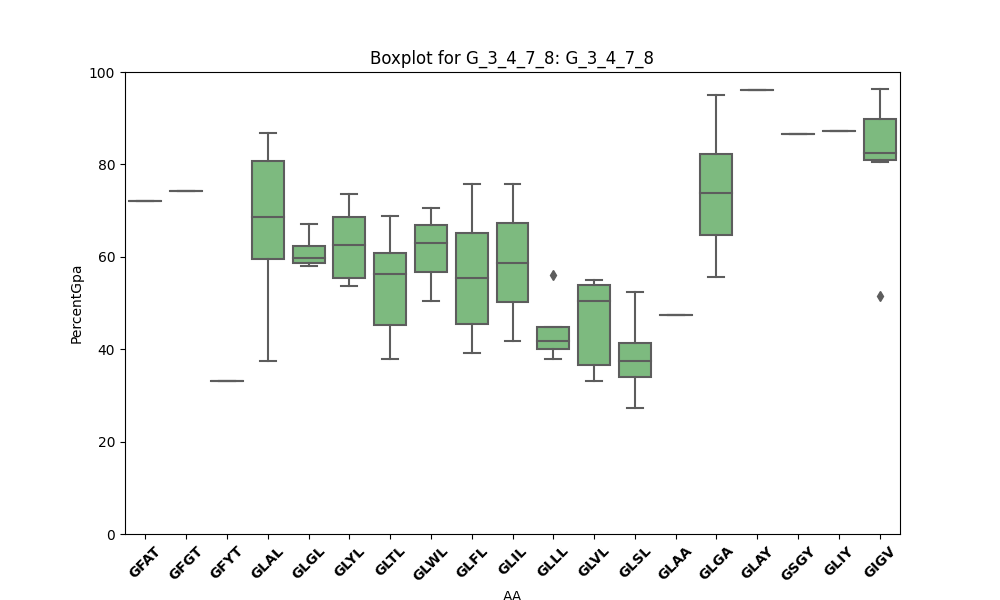 Boxplot for G_3_4_7_8: G_3_4_7_8
100
80
60
40
20
0
PercentGpa
GFAT GFGT GFYT GLAL GLGL GLYL GLTL GLWL GLFL GLIL GLLL GLVL GLSL GLAA GLGA GLAY GSGY GLIY GIGV
AA